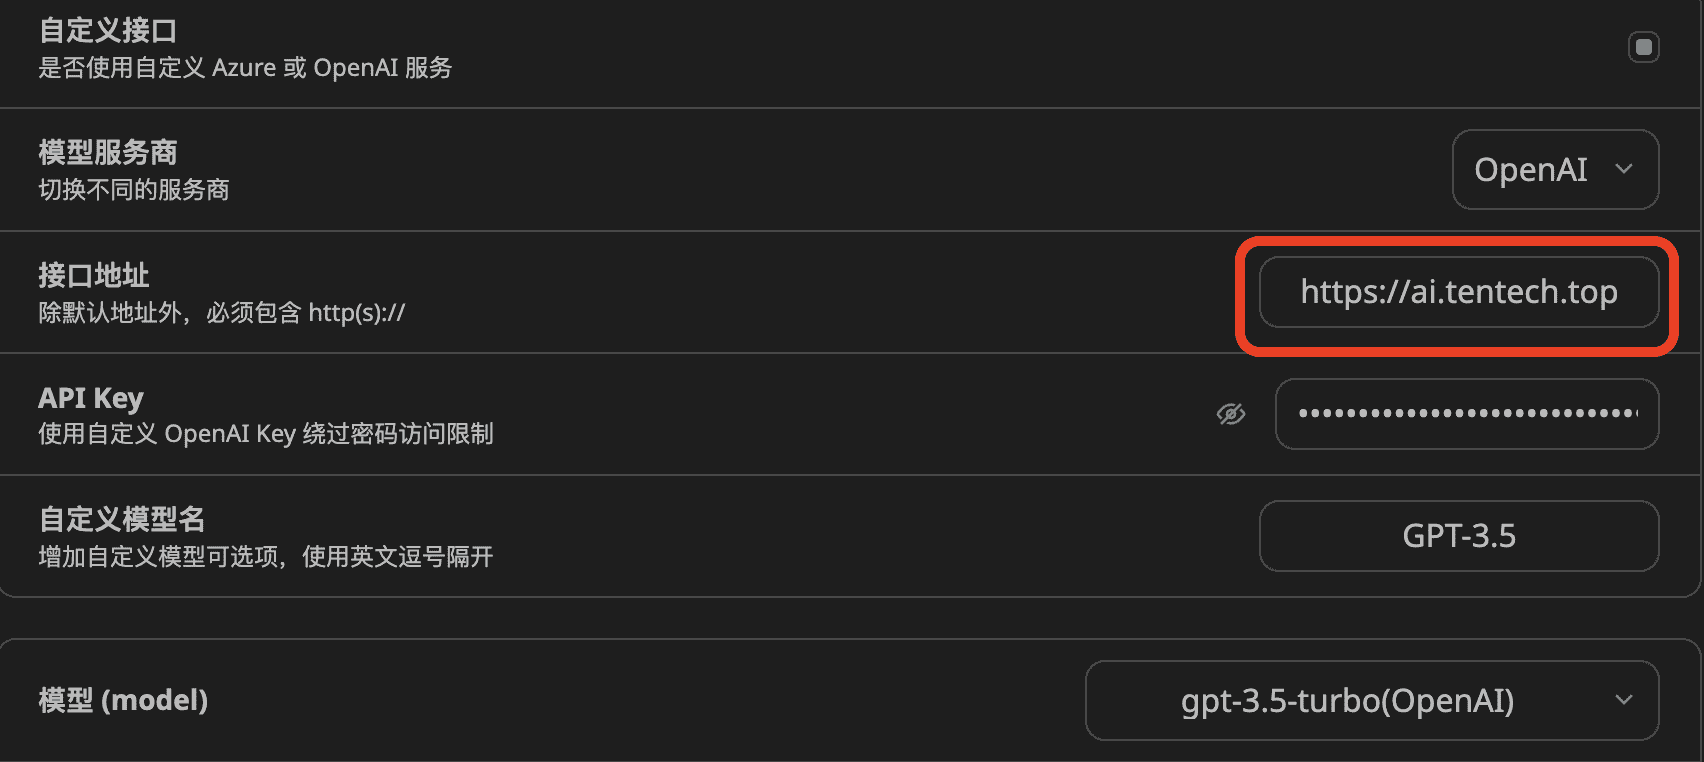 自定义接口
是否使用自定义 Azure 或 OpenAI 服务
模型服务商
切换不同的服务商
OpenAI
接口地址
除默认地址外，必须包含 http(s)://
https://ai.tentech.top
API Key
使用自定义 OpenAI Key 绕过密码访问限制
自定义模型名
增加自定义模型可选项，使用英文逗号隔开
GPT-3.5
模型 (model)
gpt-3.5-turbo(OpenAI)